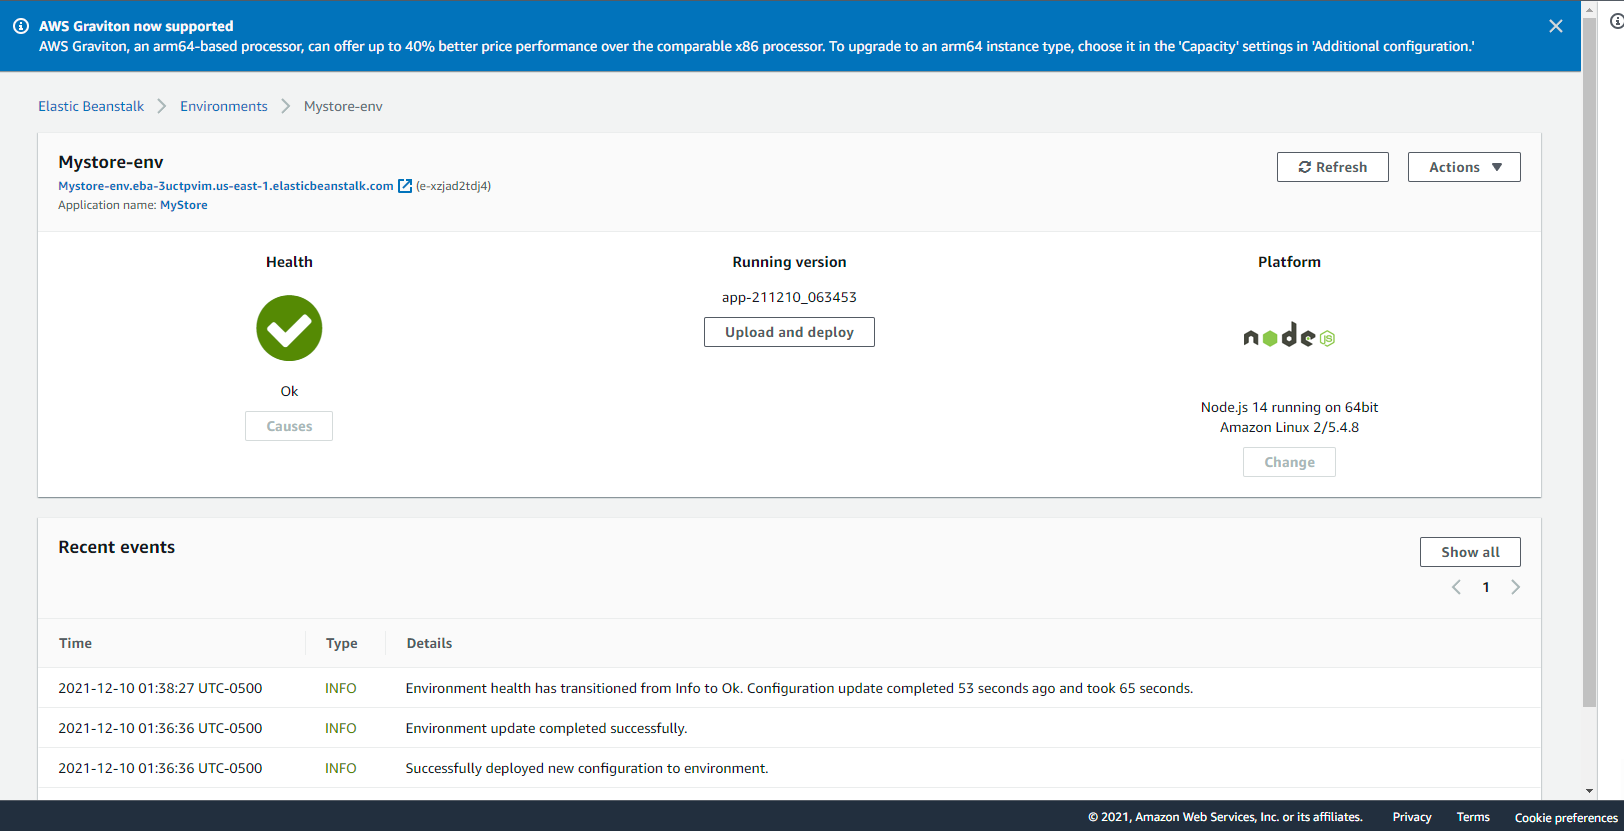 AWS Graviton now supported
AWS Graviton, an arm64-based processor, can offer up to 40% better price performance over the comparable x86 processor. To upgrade to an arm64 instance type, choose it in the 'Capacity' settings in 'Additional configuration.'
Elastic Beanstalk > Environments > Mystore-env
Mystore-env
Mystore-env.eba-3uctpvim.us-east-1.elasticbeanstalk.com (e-xzjad2tdj4)
Application name: MyStore
Refresh
Actions
Health
Ok
Causes
Running version
app-211210_063453
Upload and deploy
Platform
node JS
Node.js 14 running on 64bit
Amazon Linux 2/5.4.8
Change
Recent events
Show all
1
Time Type Details
2021-12-10 01:38:27 UTC-0500 INFO Environment health has transitioned from Info to Ok. Configuration update completed 53 seconds ago and took 65 seconds.
2021-12-10 01:36:36 UTC-0500 INFO Environment update completed successfully.
2021-12-10 01:36:36 UTC-0500 INFO Successfully deployed new configuration to environment.
© 2021, Amazon Web Services, Inc. or its affiliates. Privacy Terms Cookie preferences